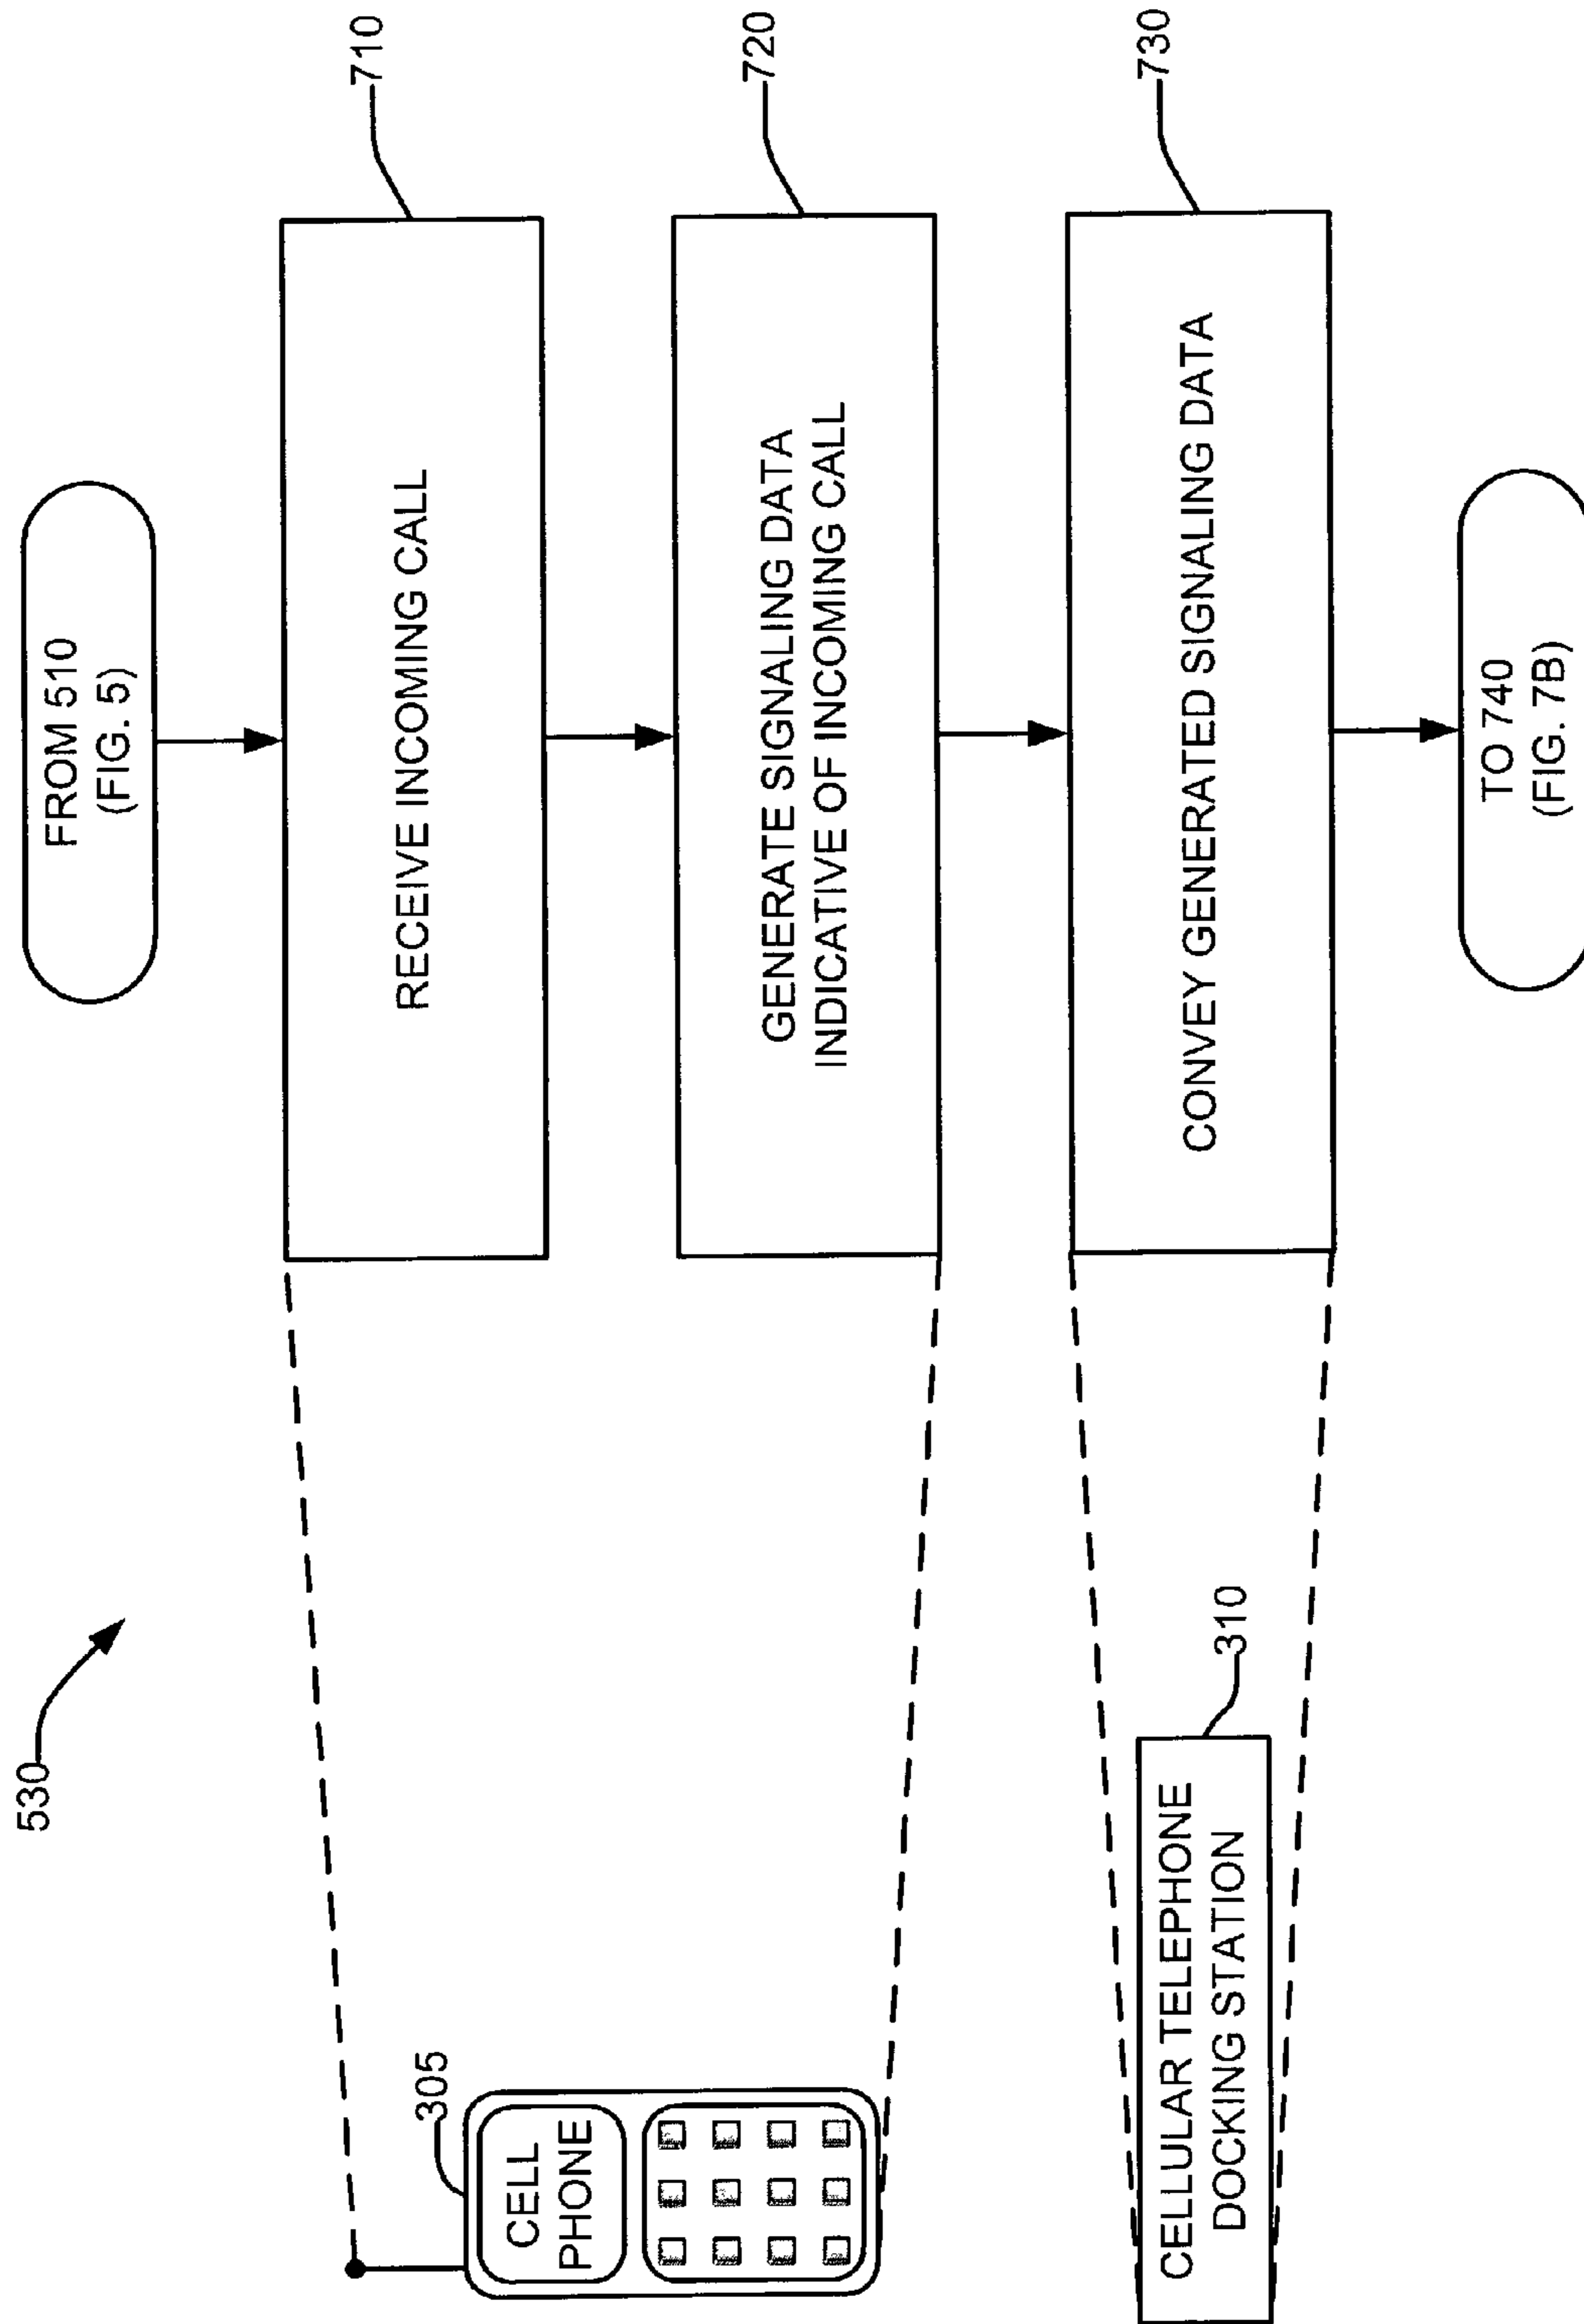 530
FROM 510
(FIG. 5)
710
RECEIVE INCOMING CALL
305
CELL
PHONE
720
GENERATE SIGNALING DATA
INDICATIVE OF INCOMING CALL
730
CONVEY GENERATED SIGNALING DATA
310
CELLULAR TELEPHONE
DOCKING STATION
TO 740
(FIG. 7B)